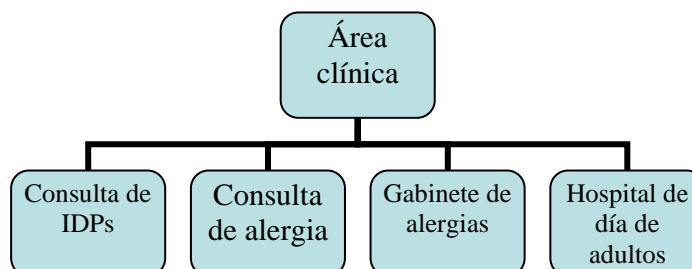 Área
clínica
Consulta de
IDPs
Consulta
de alergia
Gabinete de
alergias
Hospital de
día de
adultos